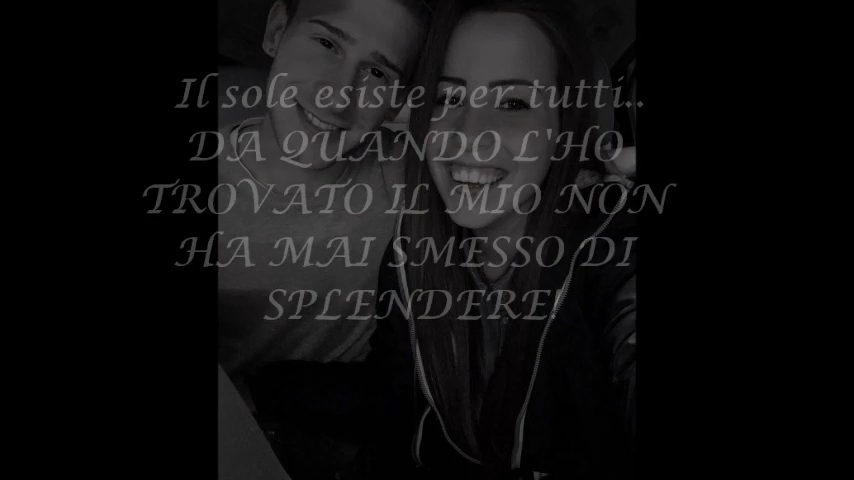 Il sole esiste per tutti..
DA QUANDO L'HO
TROVATO IL MIO NON
HA MAI SMESSO DI
SPLENDERE!